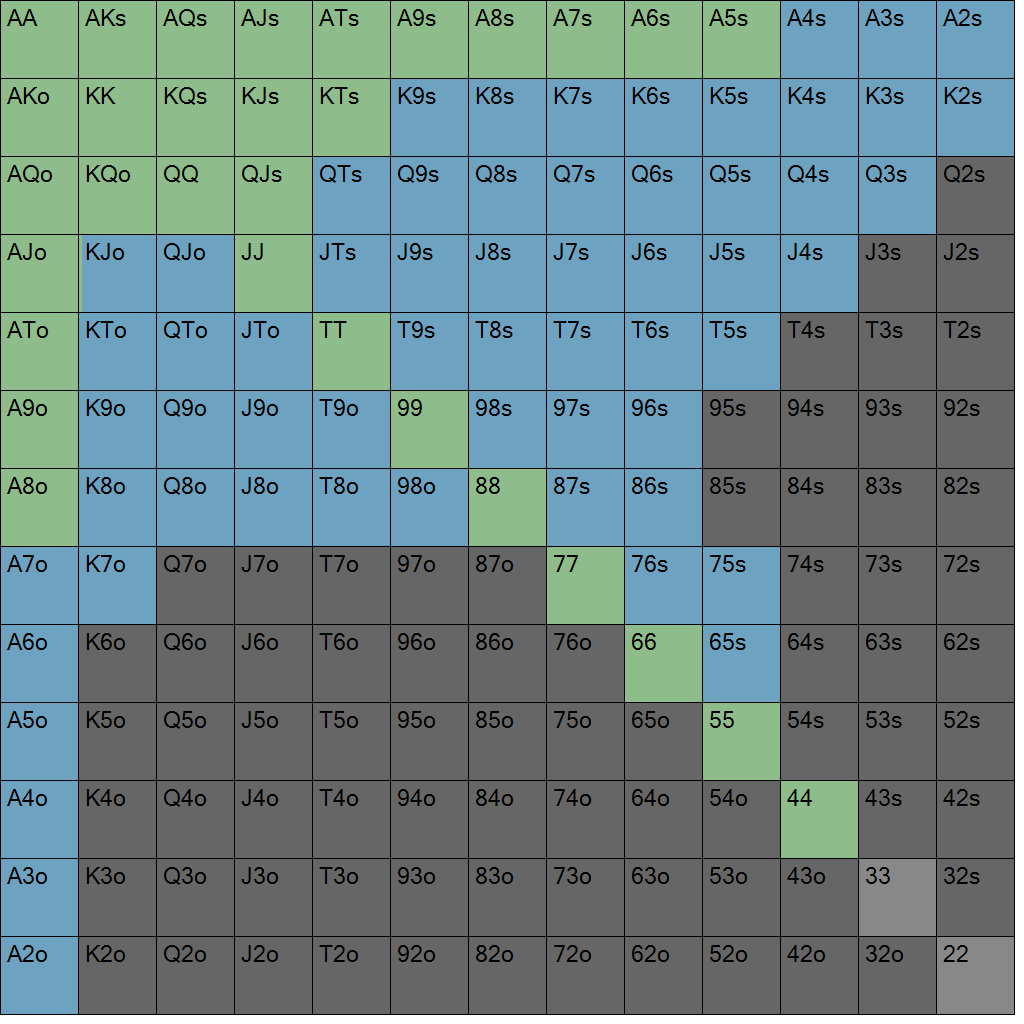 AA AKs AQs AJs ATs A9s A8s A7s A6s A5s A4s A3s A2s
AKo KK KQs KJs KTs K9s K8s K7s K6s K5s K4s K3s K2s
AQo KQo QQ QJs QTs Q9s Q8s Q7s Q6s Q5s Q4s Q3s Q2s
AJo KJo QJo JJ JTs J9s J8s J7s J6s J5s J4s J3s J2s
ATo KTo QTo JTo TT T9s T8s T7s T6s T5s T4s T3s T2s
A9o K9o Q9o J9o T9o 99 98s 97s 96s 95s 94s 93s 92s
A8o K8o Q8o J8o T8o 98o 88 87s 86s 85s 84s 83s 82s
A7o K7o Q7o J7o T7o 97o 87o 77 76s 75s 74s 73s 72s
A6o K6o Q6o J6o T6o 96o 86o 76o 66 65s 64s 63s 62s
A5o K5o Q5o J5o T5o 95o 85o 75o 65o 55 54s 53s 52s
A4o K4o Q4o J4o T4o 94o 84o 74o 64o 54o 44 43s 42s
A3o K3o Q3o J3o T3o 93o 83o 73o 63o 53o 43o 33 32s
A2o K2o Q2o J2o T2o 92o 82o 72o 62o 52o 42o 32o 22